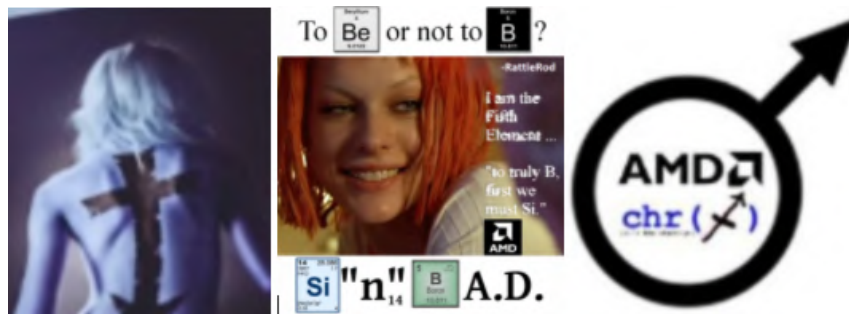 To Be or not to B ?
-RattleRod
I am the
Fifth
Element ...
"to truly B,
first we
must Si."
AMD
14
Si "n" 14 B A.D.
AMD
chr ( )